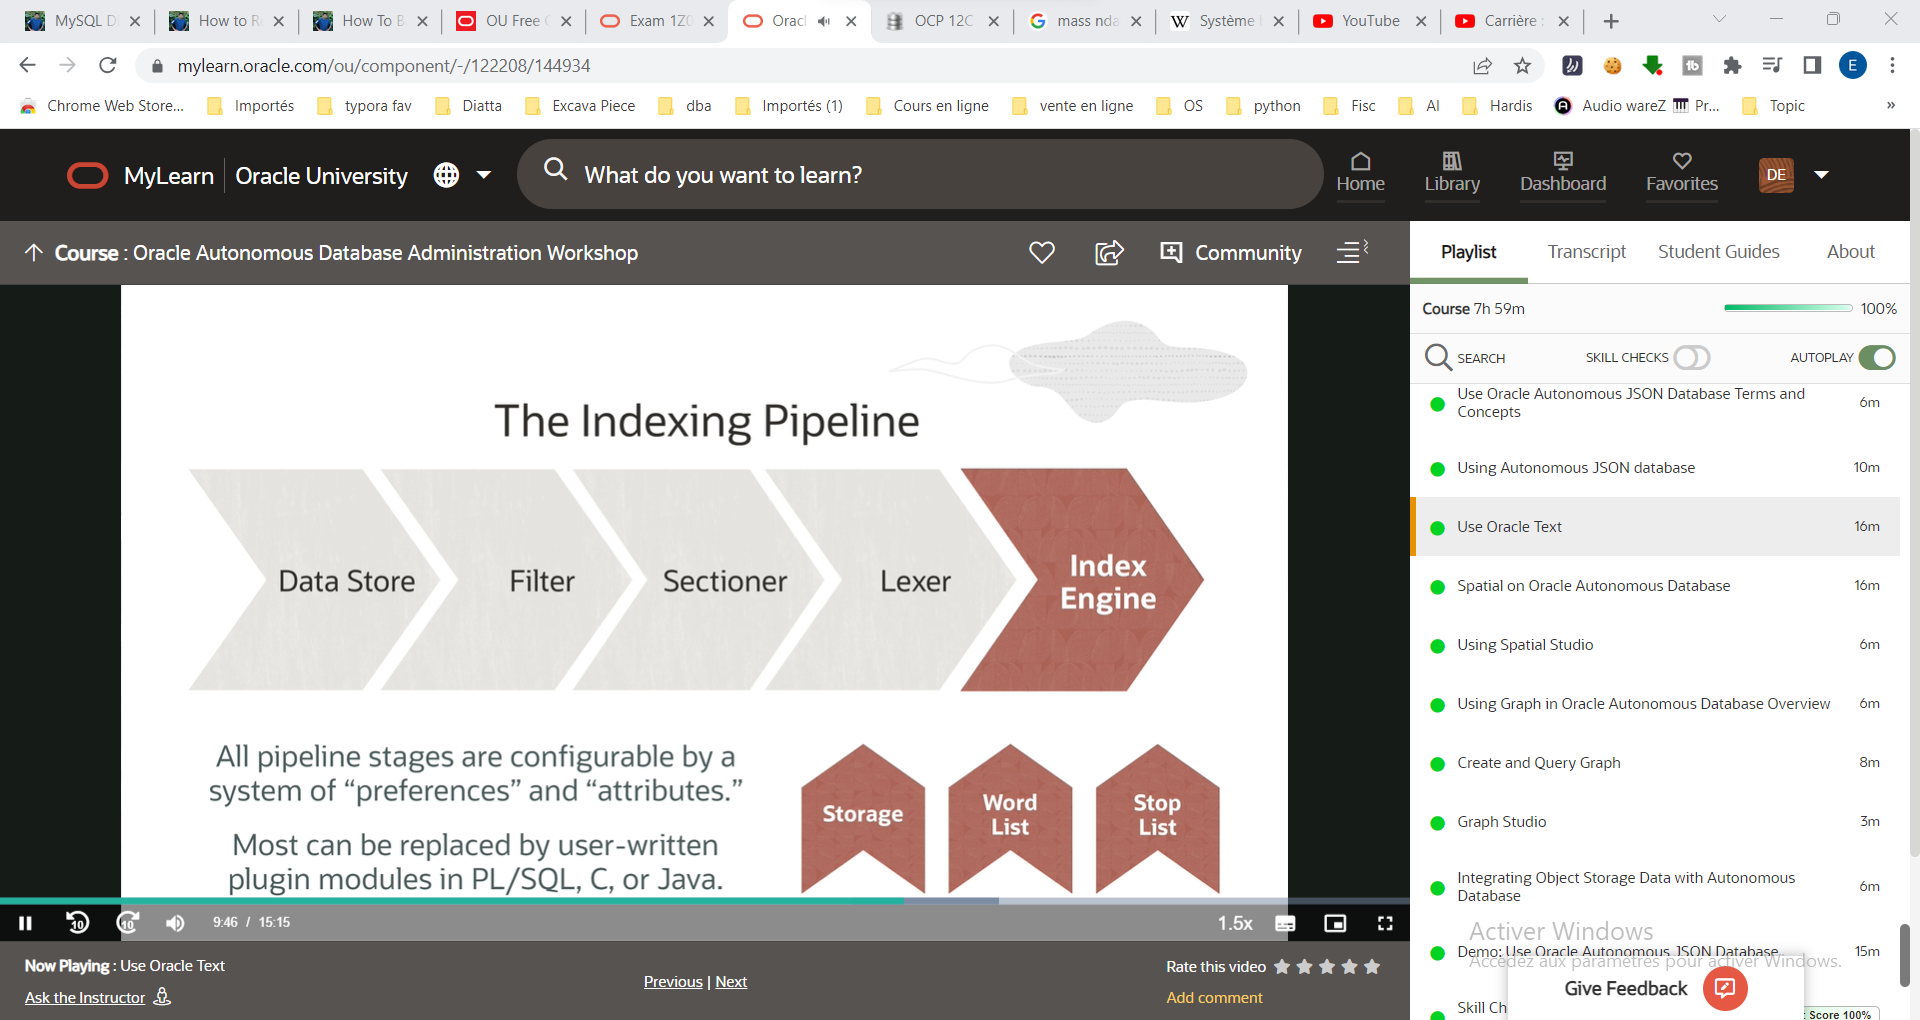 MySQL D
How to R
How To B
OU Free
Exam 1Z0
Orac
OCP 12C
mass nda
Système
YouTube
Carrière :
mylearn.oracle.com/ou/component/-/122208/144934
E
Chrome Web Store...
Importés
typora fav
Diatta
Excava Piece
dba
Importés (1)
Cours en ligne
vente en ligne
OS
python
Fisc
AI
Hardis
Audio wareZ
Pr...
Topic
»
MyLearn
Oracle University
What do you want to learn?
Home
Library
Dashboard
Favorites
DE
Course : Oracle Autonomous Database Administration Workshop
Community
Playlist
Transcript
Student Guides
About
Course 7h 59m
100%
SEARCH
SKILL CHECKS
AUTOPLAY
The Indexing Pipeline
Data Store
Filter
Sectioner
Lexer
Index
Engine
All pipeline stages are configurable by a
system of “preferences” and “attributes.”
Most can be replaced by user-written
plugin modules in PL/SQL, C, or Java.
Storage
Word
List
Stop
List
10
10
9:46 / 15:15
1.5x
Now Playing : Use Oracle Text
Ask the Instructor
Previous | Next
Rate this video
Add comment
Use Oracle Autonomous JSON Database Terms and
Concepts
6m
Using Autonomous JSON database
10m
Use Oracle Text
16m
Spatial on Oracle Autonomous Database
16m
Using Spatial Studio
6m
Using Graph in Oracle Autonomous Database Overview
6m
Create and Query Graph
8m
Graph Studio
3m
Integrating Object Storage Data with Autonomous
Database
6m
Activer Windows
Demo: Use Oracle Autonomous JSON Database
15m
Accédez aux paramètres pour activer Windows.
Give Feedback
Skill Ch
: Score 100%